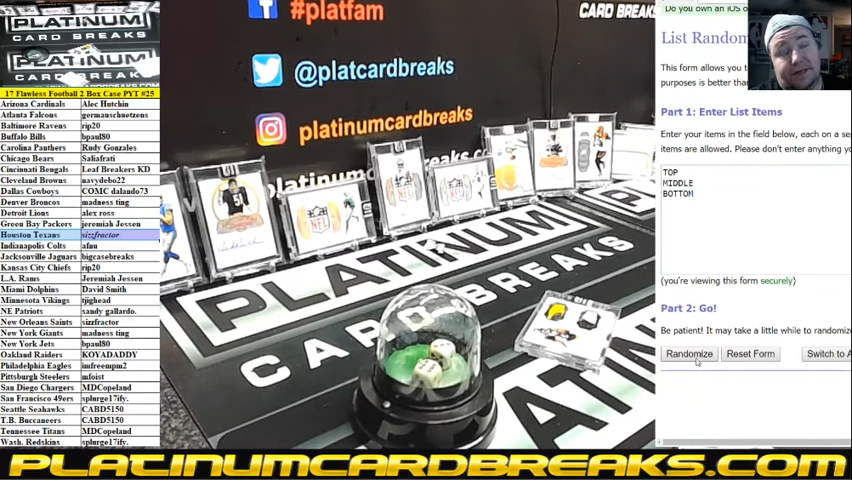 PLATINUM
CARD BREAKS
PLATINUM
CARD BREAKS
17 Flawless Football 2 Box Case PYT #25
Arizona Cardinals Alec Hutchin
Atlanta Falcons germanschuetzens
Baltimore Ravens rip20
Buffalo Bills bpaul80
Carolina Panthers Rudy Gonzales
Chicago Bears Saliafrati
Cincinnati Bengals Leaf Breakers KD
Cleveland Browns navydebo22
Dallas Cowboys COMC dalando73
Denver Broncos madness ting
Detroit Lions alex ross
Green Bay Packers jeremiah Jessen
Houston Texans sizzfractor
Indianapolis Colts afnu
Jacksonville Jaguars bigcasebreaks
Kansas City Chiefs rip20
L.A. Rams Jeremiah Jessen
Miami Dolphins David Smith
Minnesota Vikings tjighead
NE Patriots sandy gallardo.
New Orleans Saints sizzfractor
New York Giants madness ting
New York Jets bpaul80
Oakland Raiders KOYADADDY
Philadelphia Eagles imfreempm2
Pittsburgh Steelers mfoist
San Diego Chargers MDCopeland
San Francisco 49ers splurge17ify.
Seattle Seahawks CABD5150
T.B. Buccaneers CABD5150
Tennessee Titans MDCopeland
Wash. Redskins splurge17ify.
#platfam
@platcardbreaks
platinumcardbreaks
CARD BREAKS
NFL
NFL
51
PLATINUM
CARD BREAKS
Do you own an iOS o
List Random
This form allows you t
purposes is better tha
Part 1: Enter List Items
Enter your items in the field below, each on a se
items are allowed. Please don't enter anything yo
TOP
MIDDLE
BOTTOM
(you're viewing this form securely)
Part 2: Go!
Be patient! It may take a little while to randomize
Randomize
Reset Form
Switch to A
PLATINUMCARDBREAKS.COM